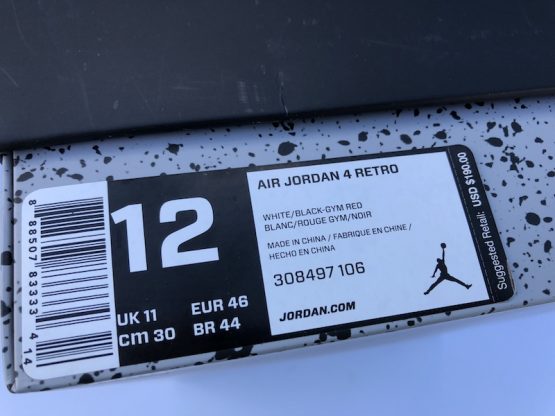 8 85007 83333 4 14
12
UK 11 EUR 46
CM 30 BR 44
AIR JORDAN 4 RETRO
WHITE/BLACK-GYM RED
BLANC/ROUGE GYM/NOIR
MADE IN CHINA / FABRIQUE EN CHINE /
HECHO EN CHINA
308497 106
JORDAN.COM
Suggested Retail: USD $190.00